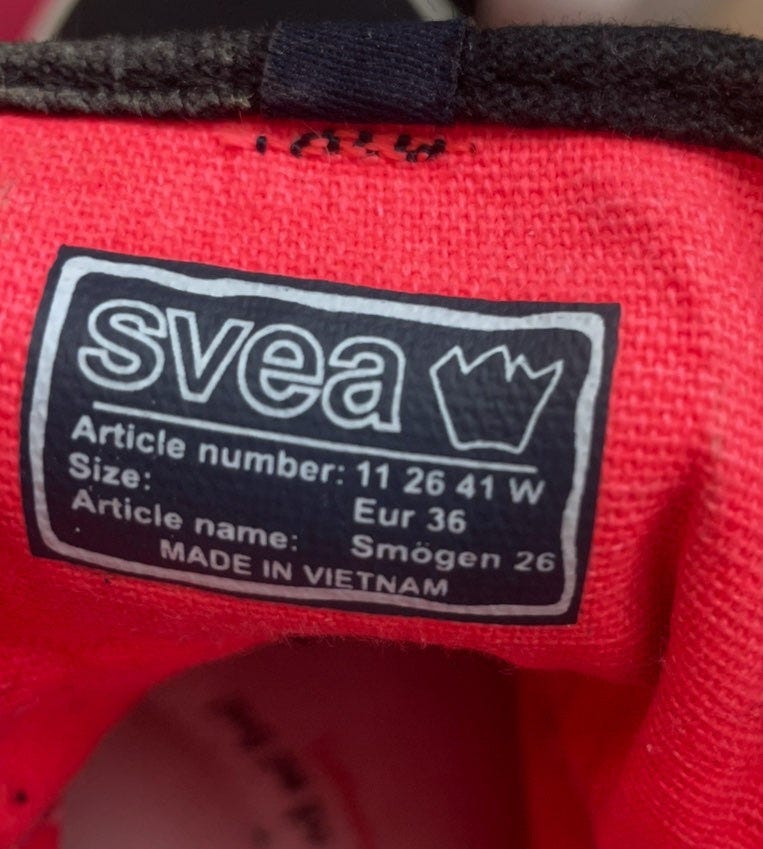 svea
Article number: 11 26 41 W
Size: Eur 36
Article name: Smögen 26
MADE IN VIETNAM